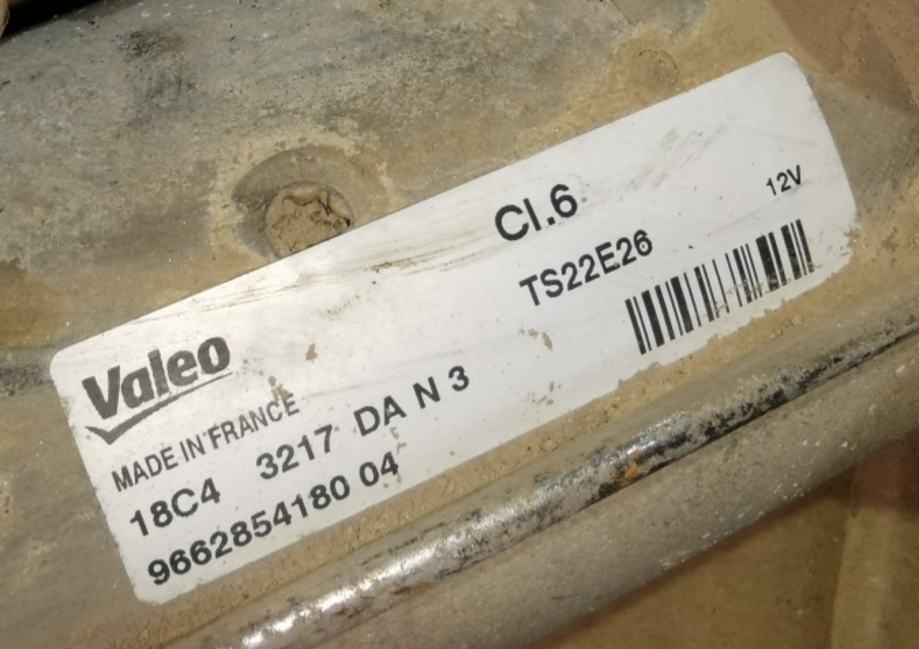 Cl.6
12V
TS22E26
Valeo
MADE IN FRANCE
18C4 3217 DA N 3
9662854180 04